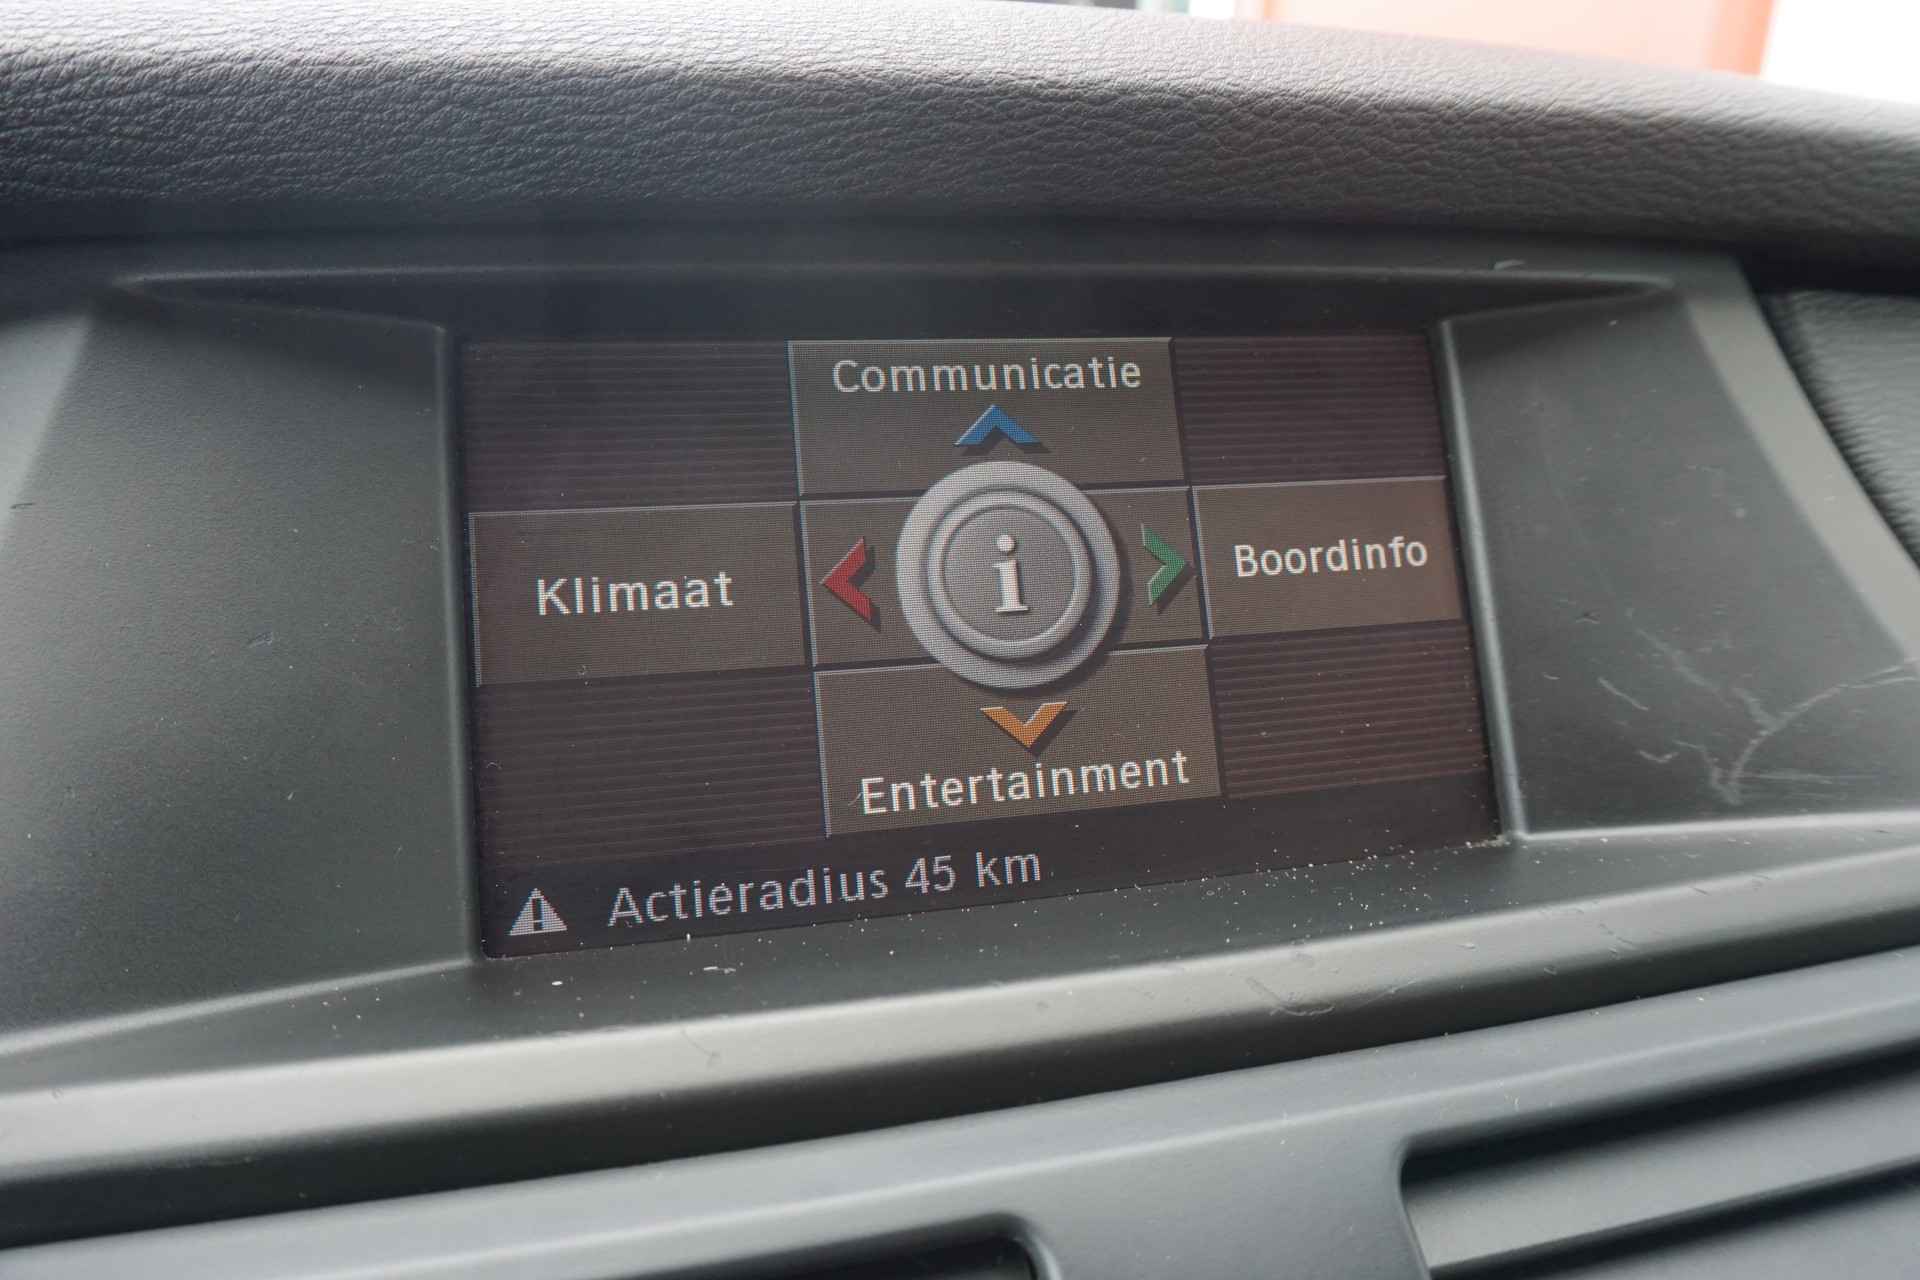 Communicatie
Klimaat
i
Boordinfo
Entertainment
Actieradius 45 km